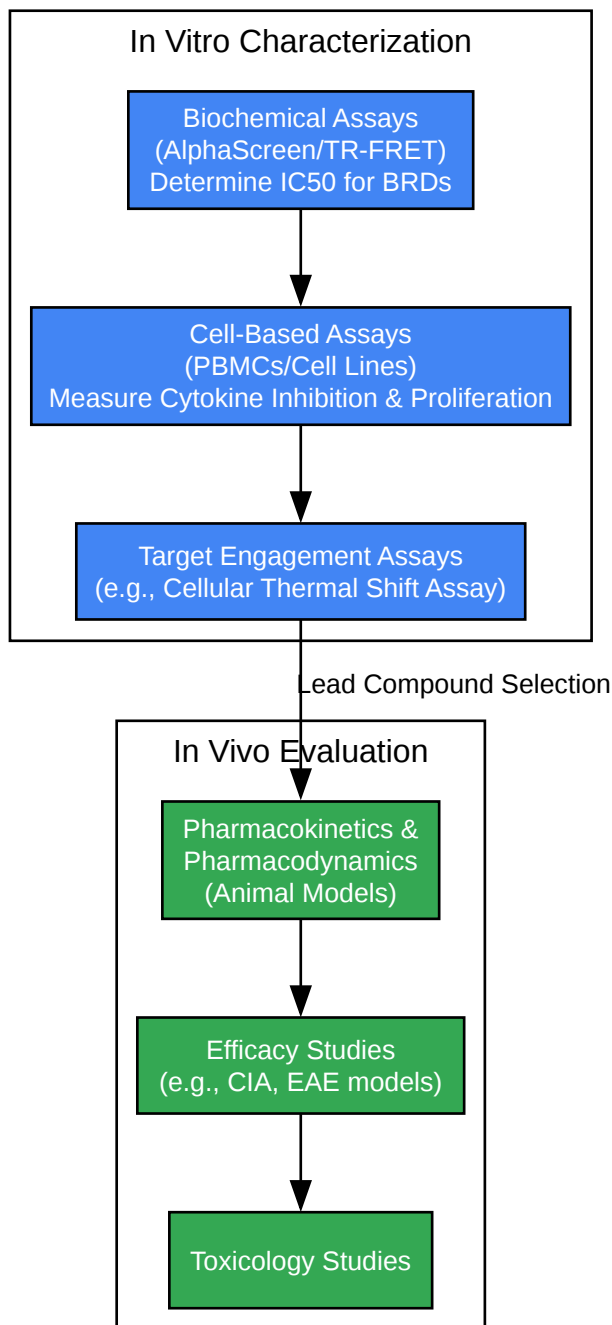 In Vitro Characterization
Biochemical Assays
(AlphaScreen/TR-FRET)
Determine IC50 for BRDs
Cell-Based Assays
(PBMCs/Cell Lines)
Measure Cytokine Inhibition & Proliferation
Target Engagement Assays
(e.g., Cellular Thermal Shift Assay)
Lead Compound Selection
In Vivo Evaluation
Pharmacokinetics &
Pharmacodynamics
(Animal Models)
Efficacy Studies
(e.g., CIA, EAE models)
Toxicology Studies